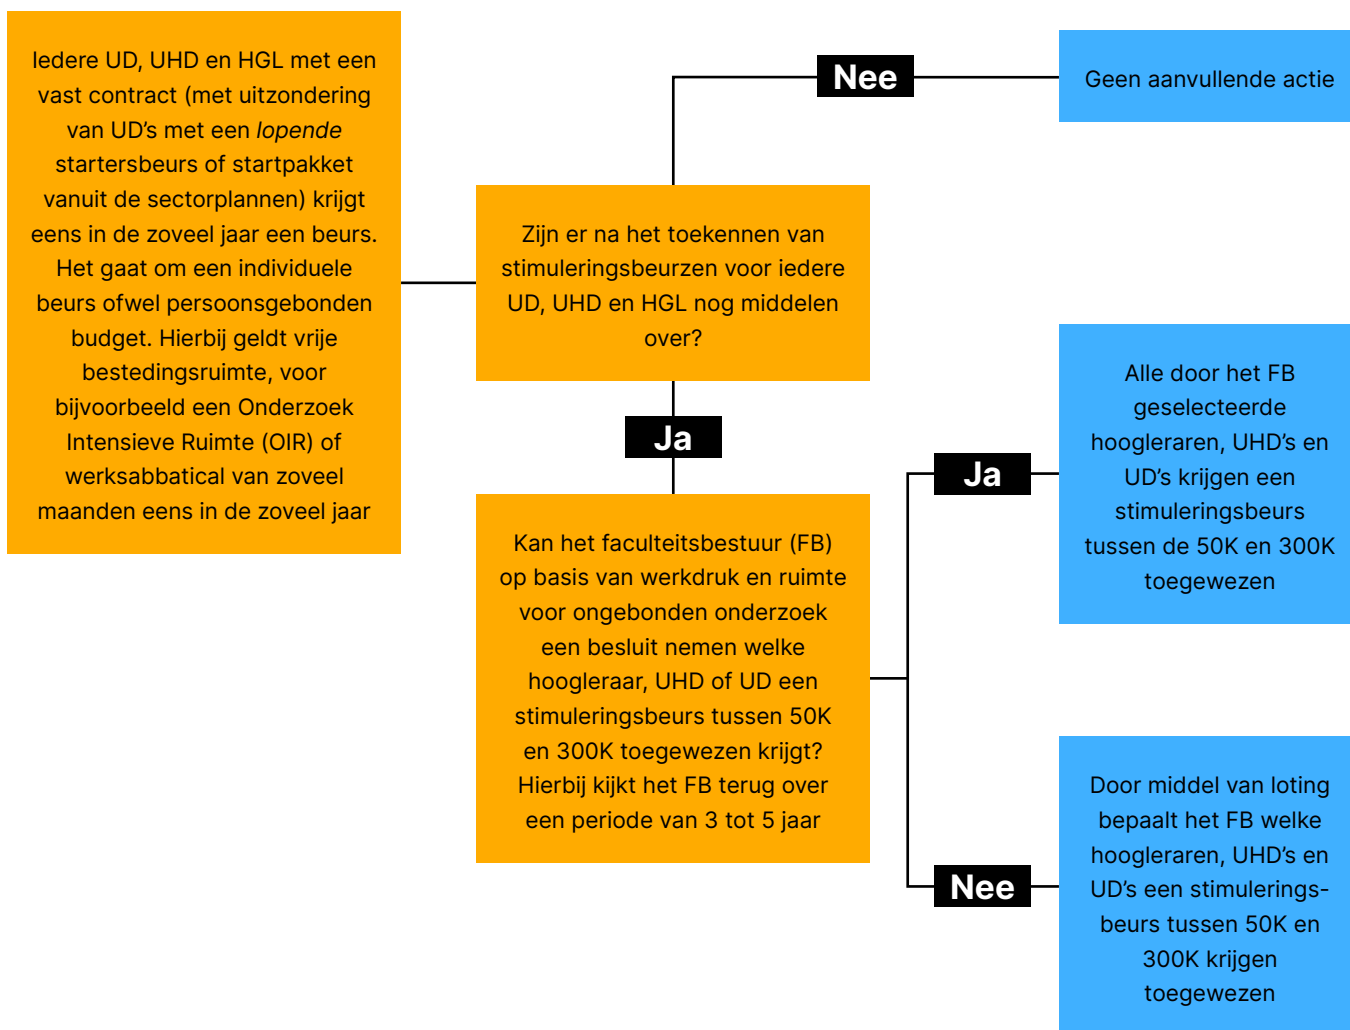 Iedere UD, UHD en HGL met een
vast contract (met uitzondering
van UD’s met een lopende
startersbeurs of startpakket
vanuit de sectorplannen) krijgt
eens in de zoveel jaar een beurs.
Het gaat om een individuele
beurs ofwel persoonsgebonden
budget. Hierbij geldt vrije
bestedingsruimte, voor
bijvoorbeeld een Onderzoek
Intensieve Ruimte (OIR) of
werksabbatical van zoveel
maanden eens in de zoveel jaar
Zijn er na het toekennen van
stimuleringsbeurzen voor iedere
UD, UHD en HGL nog middelen
over?
Nee
Geen aanvullende actie
Ja
Kan het faculteitsbestuur (FB)
op basis van werkdruk en ruimte
voor ongebonden onderzoek
een besluit nemen welke
hoogleraar, UHD of UD een
stimuleringsbeurs tussen 50K
en 300K toegewezen krijgt?
Hierbij kijkt het FB terug over
een periode van 3 tot 5 jaar
Ja
Alle door het FB
geselecteerde
hoogleraren, UHD’s en
UD’s krijgen een
stimuleringsbeurs
tussen de 50K en 300K
toegewezen
Nee
Door middel van loting
bepaalt het FB welke
hoogleraren, UHD’s en
UD’s een stimulerings-
beurs tussen 50K en
300K krijgen
toegewezen